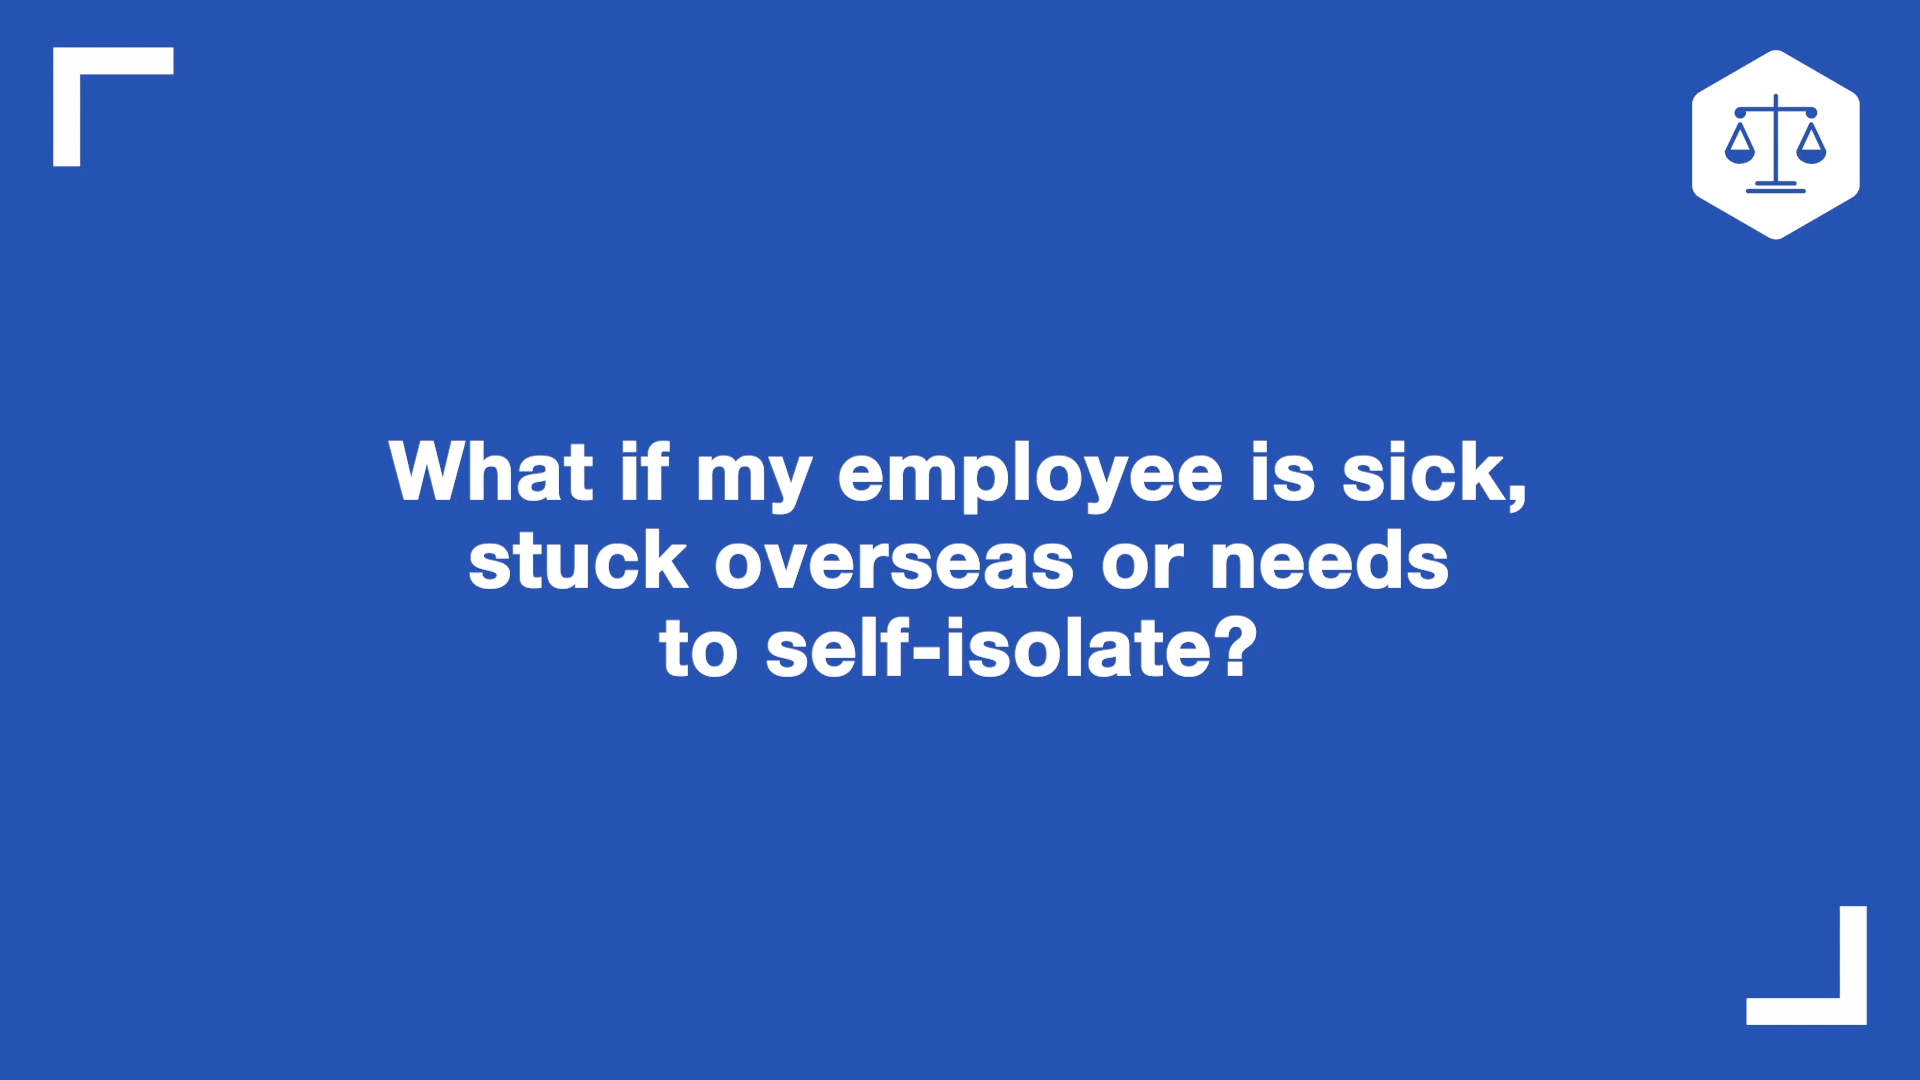 What if my employee is sick,
stuck overseas or needs
to self-isolate?